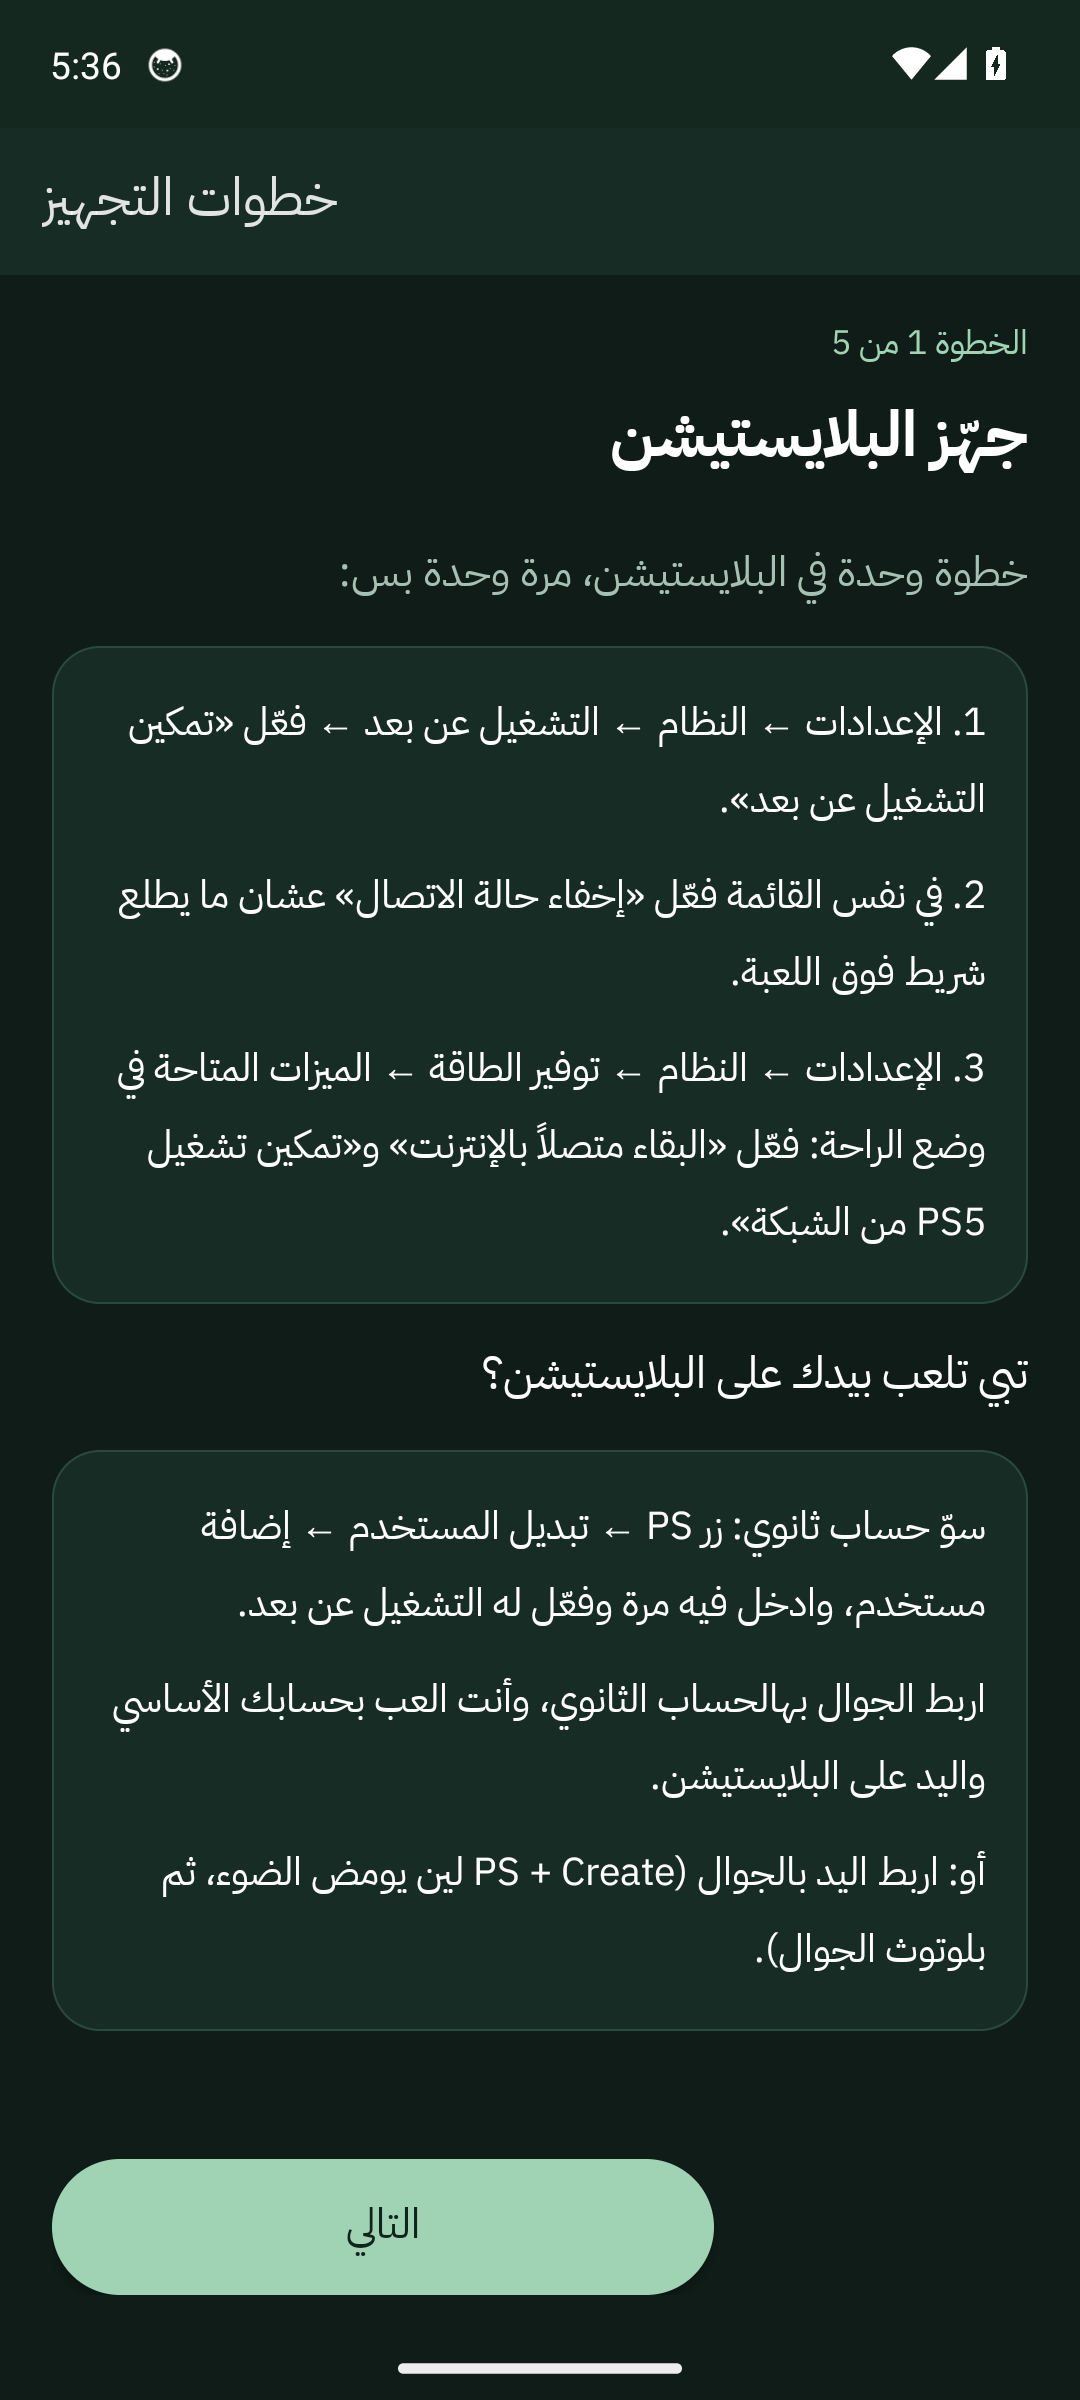 5:36
خطوات التجهيز
الخطوة 1 من 5
جهّز البلايستيشن
خطوة وحدة في البلايستيشن، مرة وحدة بس:
1. الإعدادات ← النظام ← التشغيل عن بعد ← فعّل «تمكين
التشغيل عن بعد».
2. في نفس القائمة فعّل «إخفاء حالة الاتصال» عشان ما يطلع
شريط فوق اللعبة.
3. الإعدادات ← النظام ← توفير الطاقة ← الميزات المتاحة في
وضع الراحة: فعّل «البقاء متصلاً بالإنترنت» و«تمكين تشغيل
PS5 من الشبكة».
تبي تلعب بيدك على البلايستيشن؟
سوّ حساب ثانوي: زر PS ← تبديل المستخدم ← إضافة
مستخدم، وادخل فيه مرة وفعّل له التشغيل عن بعد.
اربط الجوال بهالحساب الثانوي، وأنت العب بحسابك الأساسي
واليد على البلايستيشن.
أو: اربط اليد بالجوال (PS + Create لين يومض الضوء، ثم
بلوتوث الجوال).
التالي